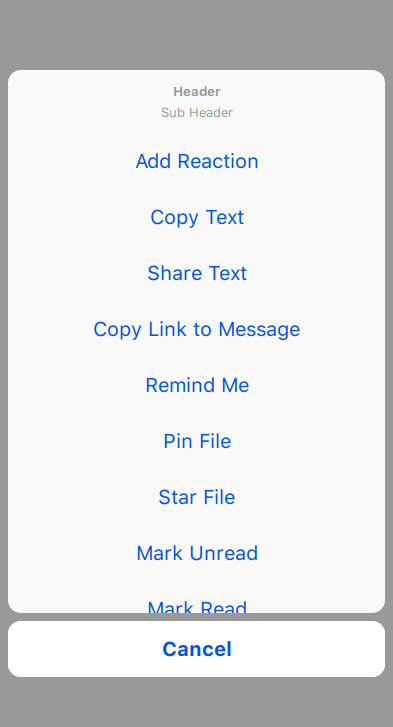 Header
Sub Header
Add Reaction
Copy Text
Share Text
Copy Link to Message
Remind Me
Pin File
Star File
Mark Unread
Mark Read
Cancel